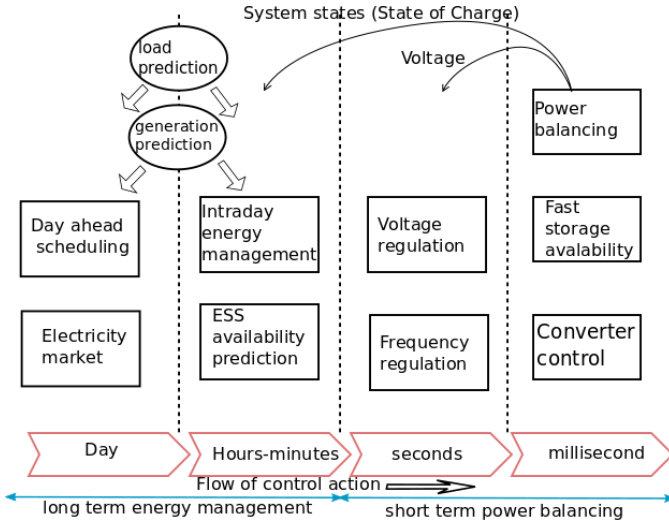 System states (State of Charge)
load
prediction
Voltage
generation
prediction
Power
balancing
Day ahead
scheduling
Intraday
energy
management
Voltage
regulation
Fast
storage
avalability
Electricity
market
ESS
availability
prediction
Frequency
regulation
Converter
control
Day
Hours-minutes
seconds
millisecond
Flow of control action
long term energy management
short term power balancing